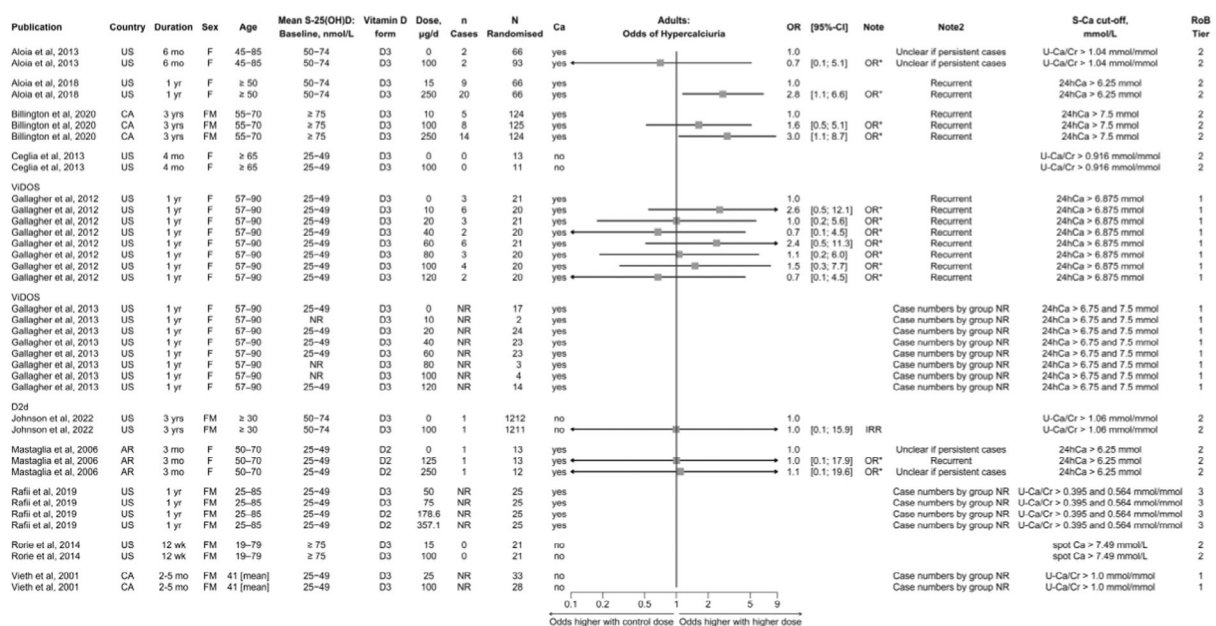 Publication Country Duration Sex Age Mean S-25(OH)D: Baseline, nmol/L Vitamin D form Dose, µg/d n Cases N Randomised Ca Adults: Odds of Hypercalciuria OR [95%-CI] Note Note2 S-Ca cut-off, mmol/L RoB Tier
Aloia et al, 2013 US 6 mo F 45–85 50–74 D3 0 2 66 yes 1.0 Unclear if persistent cases U-Ca/Cr > 1.04 mmol/mmol 2
Aloia et al, 2013 US 6 mo F 45–85 50–74 D3 100 2 93 yes 0.7 [0.1; 5.1] OR* Unclear if persistent cases U-Ca/Cr > 1.04 mmol/mmol 2
Aloia et al, 2018 US 1 yr F ≥ 50 50–74 D3 15 9 66 yes 1.0 Recurrent 24hCa > 6.25 mmol 2
Aloia et al, 2018 US 1 yr F ≥ 50 50–74 D3 250 20 66 yes 2.8 [1.1; 6.6] OR* Recurrent 24hCa > 6.25 mmol 2
Billington et al, 2020 CA 3 yrs FM 55–70 ≥ 75 D3 10 5 124 yes 1.0 Recurrent 24hCa > 7.5 mmol 2
Billington et al, 2020 CA 3 yrs FM 55–70 ≥ 75 D3 100 8 125 yes 1.6 [0.5; 5.1] OR* Recurrent 24hCa > 7.5 mmol 2
Billington et al, 2020 CA 3 yrs FM 55–70 ≥ 75 D3 250 14 124 yes 3.0 [1.1; 8.7] OR* Recurrent 24hCa > 7.5 mmol 2
Ceglia et al, 2013 US 4 mo F ≥ 65 25–49 D3 0 0 13 no U-Ca/Cr > 0.916 mmol/mmol 2
Ceglia et al, 2013 US 4 mo F ≥ 65 25–49 D3 100 0 11 no U-Ca/Cr > 0.916 mmol/mmol 2
ViDOS
Gallagher et al, 2012 US 1 yr F 57–90 25–49 D3 0 3 21 yes 1.0 Recurrent 24hCa > 6.875 mmol 1
Gallagher et al, 2012 US 1 yr F 57–90 25–49 D3 10 6 20 yes 2.6 [0.5; 12.1] OR* Recurrent 24hCa > 6.875 mmol 1
Gallagher et al, 2012 US 1 yr F 57–90 25–49 D3 20 3 21 yes 1.0 [0.2; 5.6] OR* Recurrent 24hCa > 6.875 mmol 1
Gallagher et al, 2012 US 1 yr F 57–90 25–49 D3 40 2 20 yes 0.7 [0.1; 4.5] OR* Recurrent 24hCa > 6.875 mmol 1
Gallagher et al, 2012 US 1 yr F 57–90 25–49 D3 60 6 21 yes 2.4 [0.5; 11.3] OR* Recurrent 24hCa > 6.875 mmol 1
Gallagher et al, 2012 US 1 yr F 57–90 25–49 D3 80 3 20 yes 1.1 [0.2; 6.0] OR* Recurrent 24hCa > 6.875 mmol 1
Gallagher et al, 2012 US 1 yr F 57–90 25–49 D3 100 4 20 yes 1.5 [0.3; 7.7] OR* Recurrent 24hCa > 6.875 mmol 1
Gallagher et al, 2012 US 1 yr F 57–90 25–49 D3 120 2 20 yes 0.7 [0.1; 4.5] OR* Recurrent 24hCa > 6.875 mmol 1
ViDOS
Gallagher et al, 2013 US 1 yr F 57–90 25–49 D3 0 NR 17 yes Case numbers by group NR 24hCa > 6.75 and 7.5 mmol 1
Gallagher et al, 2013 US 1 yr F 57–90 NR D3 10 NR 2 yes Case numbers by group NR 24hCa > 6.75 and 7.5 mmol 1
Gallagher et al, 2013 US 1 yr F 57–90 25–49 D3 20 NR 24 yes Case numbers by group NR 24hCa > 6.75 and 7.5 mmol 1
Gallagher et al, 2013 US 1 yr F 57–90 25–49 D3 40 NR 23 yes Case numbers by group NR 24hCa > 6.75 and 7.5 mmol 1
Gallagher et al, 2013 US 1 yr F 57–90 25–49 D3 60 NR 23 yes Case numbers by group NR 24hCa > 6.75 and 7.5 mmol 1
Gallagher et al, 2013 US 1 yr F 57–90 NR D3 80 NR 3 yes Case numbers by group NR 24hCa > 6.75 and 7.5 mmol 1
Gallagher et al, 2013 US 1 yr F 57–90 NR D3 100 NR 4 yes Case numbers by group NR 24hCa > 6.75 and 7.5 mmol 1
Gallagher et al, 2013 US 1 yr F 57–90 25–49 D3 120 NR 14 yes Case numbers by group NR 24hCa > 6.75 and 7.5 mmol 1
D2d
Johnson et al, 2022 US 3 yrs FM ≥ 30 50–74 D3 0 1 1212 no 1.0 U-Ca/Cr > 1.06 mmol/mmol 2
Johnson et al, 2022 US 3 yrs FM ≥ 30 50–74 D3 100 1 1211 no 1.0 [0.1; 15.9] IRR U-Ca/Cr > 1.06 mmol/mmol 2
Mastaglia et al, 2006 AR 3 mo F 50–70 25–49 D2 0 1 13 yes 1.0 Unclear if persistent cases 24hCa > 6.25 mmol 2
Mastaglia et al, 2006 AR 3 mo F 50–70 25–49 D2 125 1 13 yes 1.0 [0.1; 17.9] OR* Recurrent 24hCa > 6.25 mmol 2
Mastaglia et al, 2006 AR 3 mo F 50–70 25–49 D2 250 1 12 yes 1.1 [0.1; 19.6] OR* Unclear if persistent cases 24hCa > 6.25 mmol 2
Rafii et al, 2019 US 1 yr FM 25–85 25–49 D3 50 NR 25 yes Case numbers by group NR U-Ca/Cr > 0.395 and 0.564 mmol/mmol 3
Rafii et al, 2019 US 1 yr FM 25–85 25–49 D3 75 NR 25 yes Case numbers by group NR U-Ca/Cr > 0.395 and 0.564 mmol/mmol 3
Rafii et al, 2019 US 1 yr FM 25–85 25–49 D2 178.6 NR 25 yes Case numbers by group NR U-Ca/Cr > 0.395 and 0.564 mmol/mmol 3
Rafii et al, 2019 US 1 yr FM 25–85 25–49 D2 357.1 NR 25 yes Case numbers by group NR U-Ca/Cr > 0.395 and 0.564 mmol/mmol 3
Rorie et al, 2014 US 12 wk FM 19–79 ≥ 75 D3 15 0 21 no spot Ca > 7.49 mmol/L 2
Rorie et al, 2014 US 12 wk FM 19–79 ≥ 75 D3 100 0 21 no spot Ca > 7.49 mmol/L 2
Vieth et al, 2001 CA 2-5 mo FM 41 [mean] 25–49 D3 25 NR 33 no Case numbers by group NR U-Ca/Cr > 1.0 mmol/mmol 1
Vieth et al, 2001 CA 2-5 mo FM 41 [mean] 25–49 D3 100 NR 28 no Case numbers by group NR U-Ca/Cr > 1.0 mmol/mmol 1
0.1 0.2 0.5 1 2 5 9
Odds higher with control dose Odds higher with higher dose